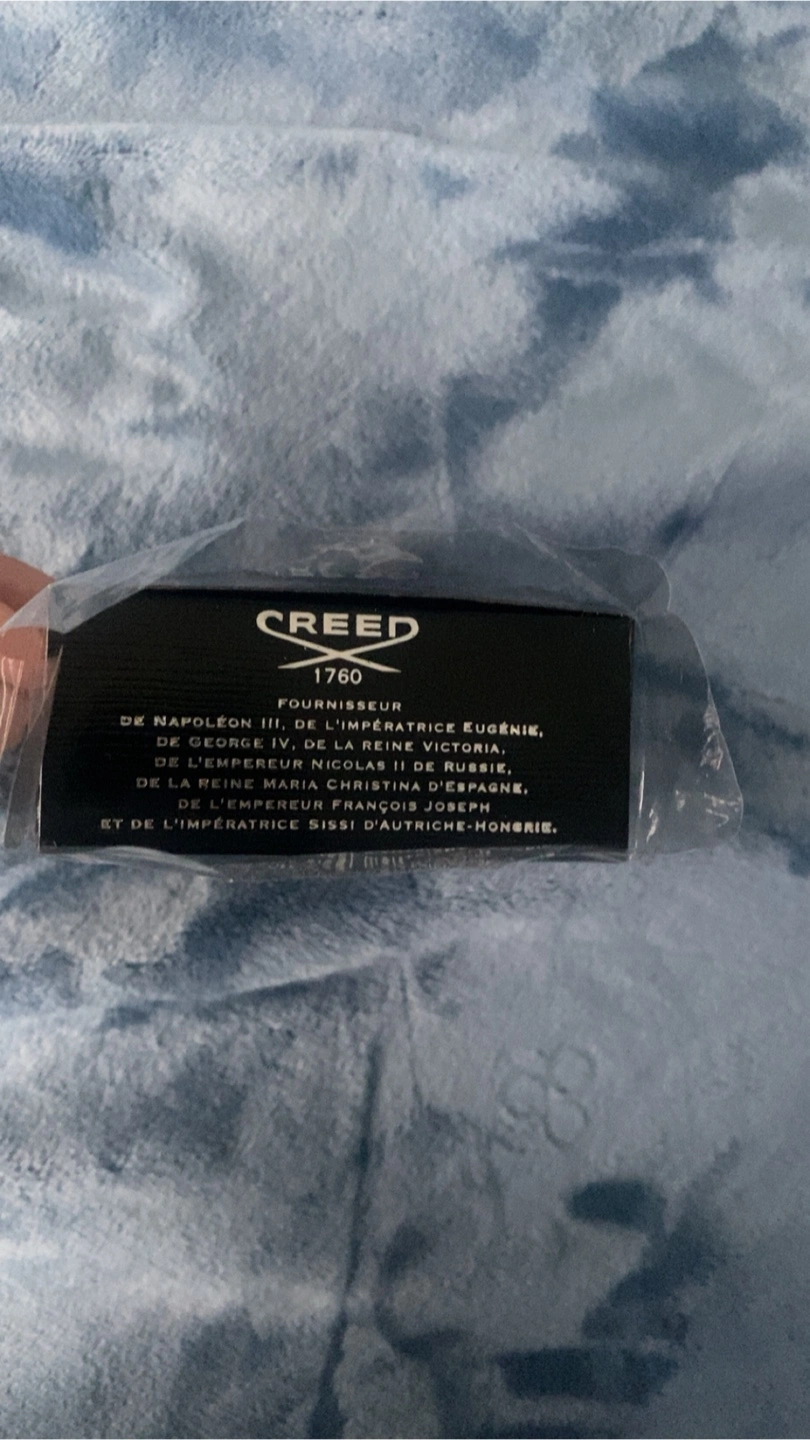 CREED
1760
FOURNISSEUR
DE NAPOLÉON III, DE L'IMPÉRATRICE EUGÉNIE,
DE GEORGE IV, DE LA REINE VICTORIA,
DE L'EMPEREUR NICOLAS II DE RUSSIE,
DE LA REINE MARIA CHRISTINA D'ESPAGNE,
DE L'EMPEREUR FRANÇOIS JOSEPH
ET DE L'IMPÉRATRICE SISSI D'AUTRICHE-HONGRIE.